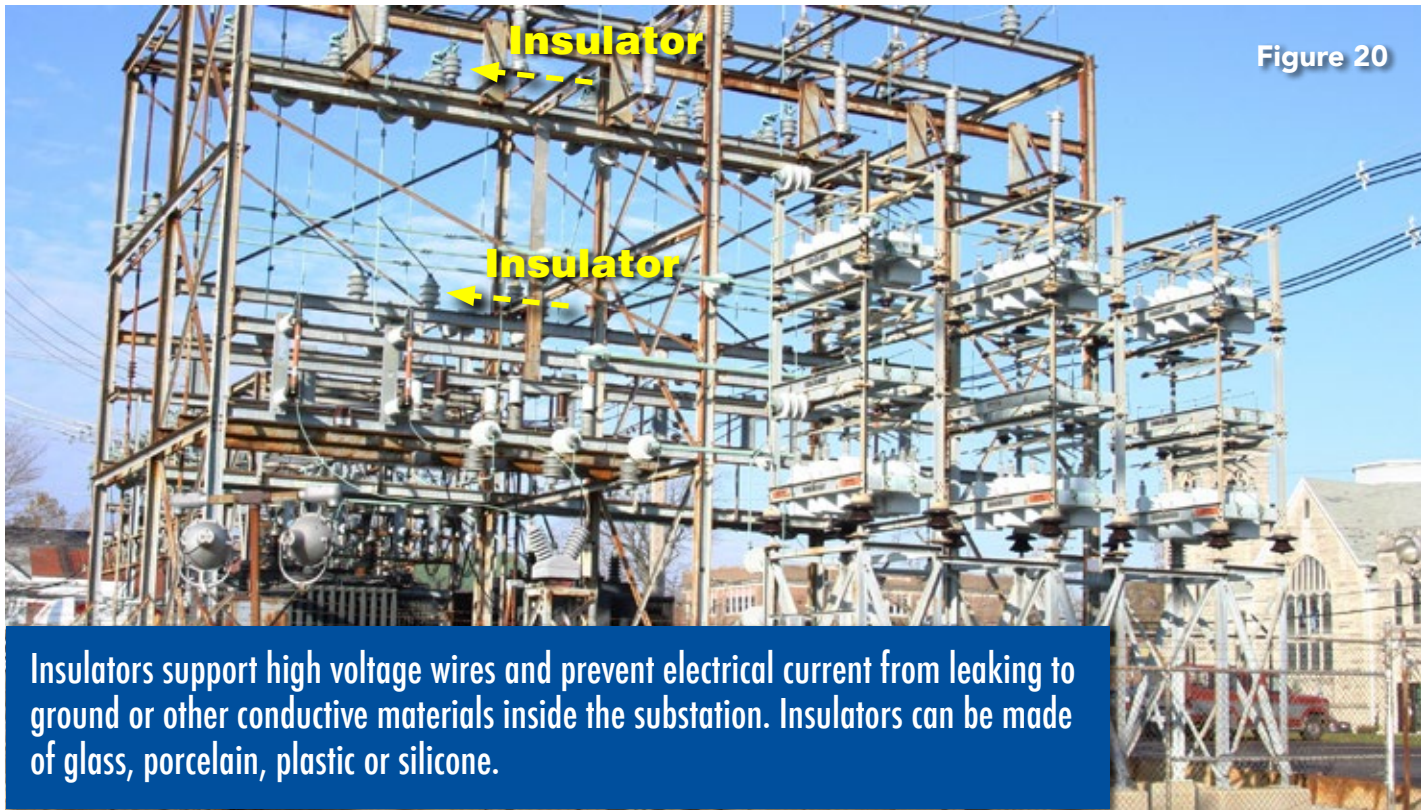 Insulator
Figure 20
Insulator
Insulators support high voltage wires and prevent electrical current from leaking to
ground or other conductive materials inside the substation. Insulators can be made
of glass, porcelain, plastic or silicone.